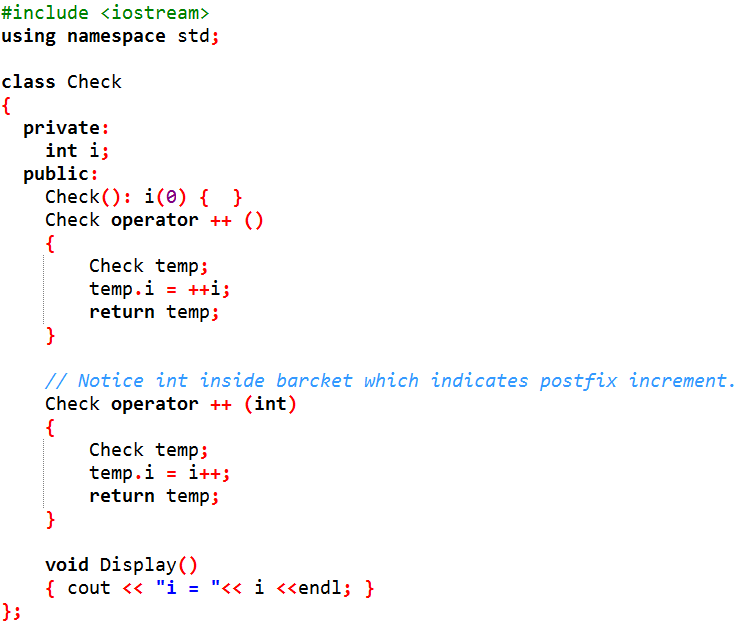 #include <iostream>
using namespace std;
class Check
{
private:
int i;
public:
Check(): i(0) {  }
Check operator ++ ()
{
Check temp;
temp.i = ++i;
return temp;
}
// Notice int inside barcket which indicates postfix increment.
Check operator ++ (int)
{
Check temp;
temp.i = i++;
return temp;
}
void Display()
{ cout << "i = "<< i <<endl; }
};